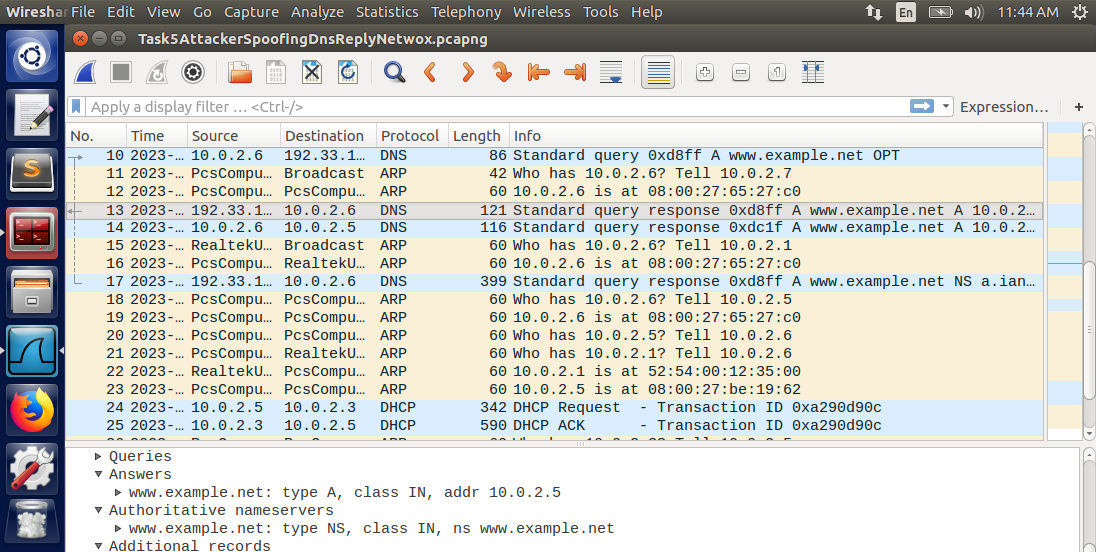 Wireshar File Edit View Go Capture Analyze Statistics Telephony Wireless Tools Help En 11:44 AM
Task5AttackerSpoofingDnsReplyNetwox.pcapng
Apply a display filter … <Ctrl-/> Expression… +
No. Time Source Destination Protocol Length Info
10 2023-… 10.0.2.6 192.33.1… DNS 86 Standard query 0xd8ff A www.example.net OPT
11 2023-… PcsCompu… Broadcast ARP 42 Who has 10.0.2.6? Tell 10.0.2.7
12 2023-… PcsCompu… PcsCompu… ARP 60 10.0.2.6 is at 08:00:27:65:27:c0
13 2023-… 192.33.1… 10.0.2.6 DNS 121 Standard query response 0xd8ff A www.example.net A 10.0.2…
14 2023-… 10.0.2.6 10.0.2.5 DNS 116 Standard query response 0xdc1f A www.example.net A 10.0.2…
15 2023-… RealtekU… Broadcast ARP 60 Who has 10.0.2.6? Tell 10.0.2.1
16 2023-… PcsCompu… RealtekU… ARP 60 10.0.2.6 is at 08:00:27:65:27:c0
17 2023-… 192.33.1… 10.0.2.6 DNS 399 Standard query response 0xd8ff A www.example.net NS a.ian…
18 2023-… PcsCompu… PcsCompu… ARP 60 Who has 10.0.2.6? Tell 10.0.2.5
19 2023-… PcsCompu… PcsCompu… ARP 60 10.0.2.6 is at 08:00:27:65:27:c0
20 2023-… PcsCompu… PcsCompu… ARP 60 Who has 10.0.2.5? Tell 10.0.2.6
21 2023-… PcsCompu… RealtekU… ARP 60 Who has 10.0.2.1? Tell 10.0.2.6
22 2023-… RealtekU… PcsCompu… ARP 60 10.0.2.1 is at 52:54:00:12:35:00
23 2023-… PcsCompu… PcsCompu… ARP 60 10.0.2.5 is at 08:00:27:be:19:62
24 2023-… 10.0.2.5 10.0.2.3 DHCP 342 DHCP Request - Transaction ID 0xa290d90c
25 2023-… 10.0.2.3 10.0.2.5 DHCP 590 DHCP ACK - Transaction ID 0xa290d90c
Queries
Answers
www.example.net: type A, class IN, addr 10.0.2.5
Authoritative nameservers
www.example.net: type NS, class IN, ns www.example.net
Additional records